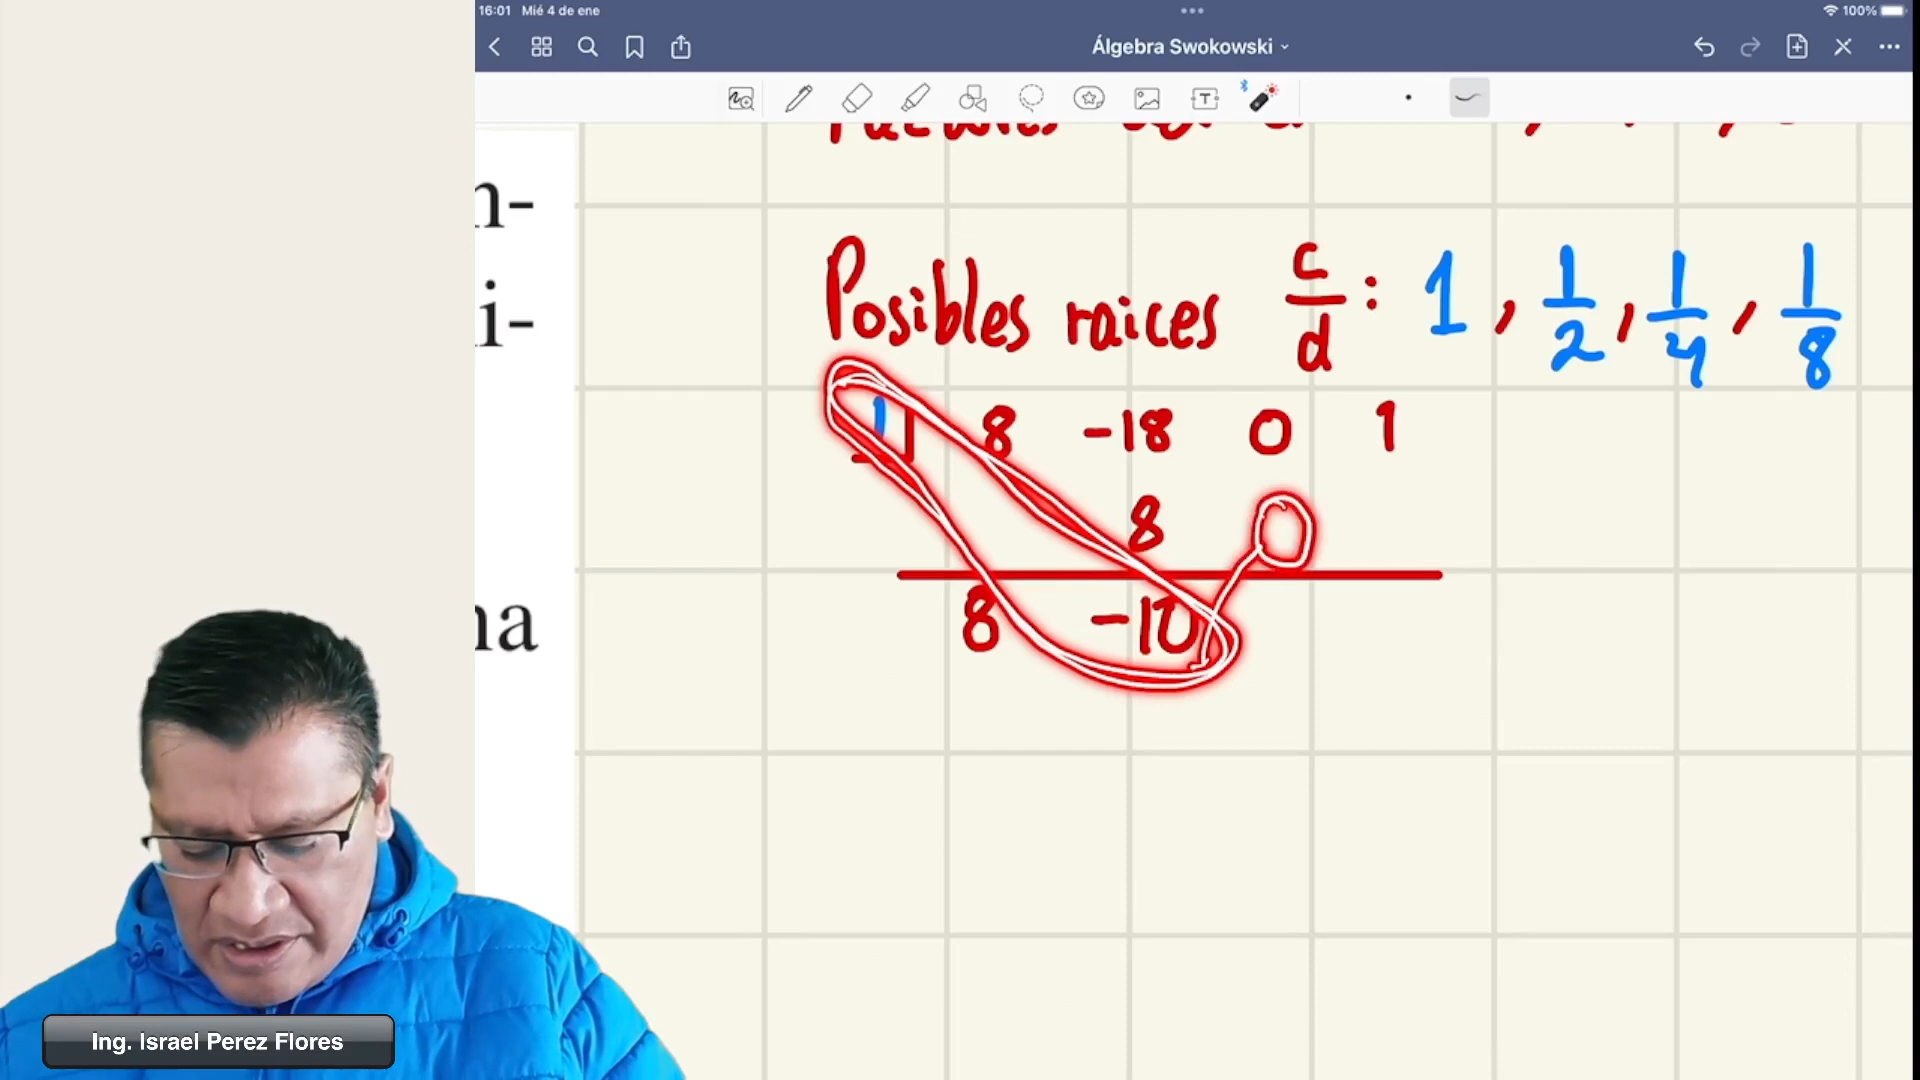 16:01 Mié 4 de ene
100%
Álgebra Swokowski
n-
i-
na
Posibles raices c/d : 1 , 1/2 , 1/4 , 1/8
1 8 -18 0 1
8
8 -10
Ing. Israel Perez Flores